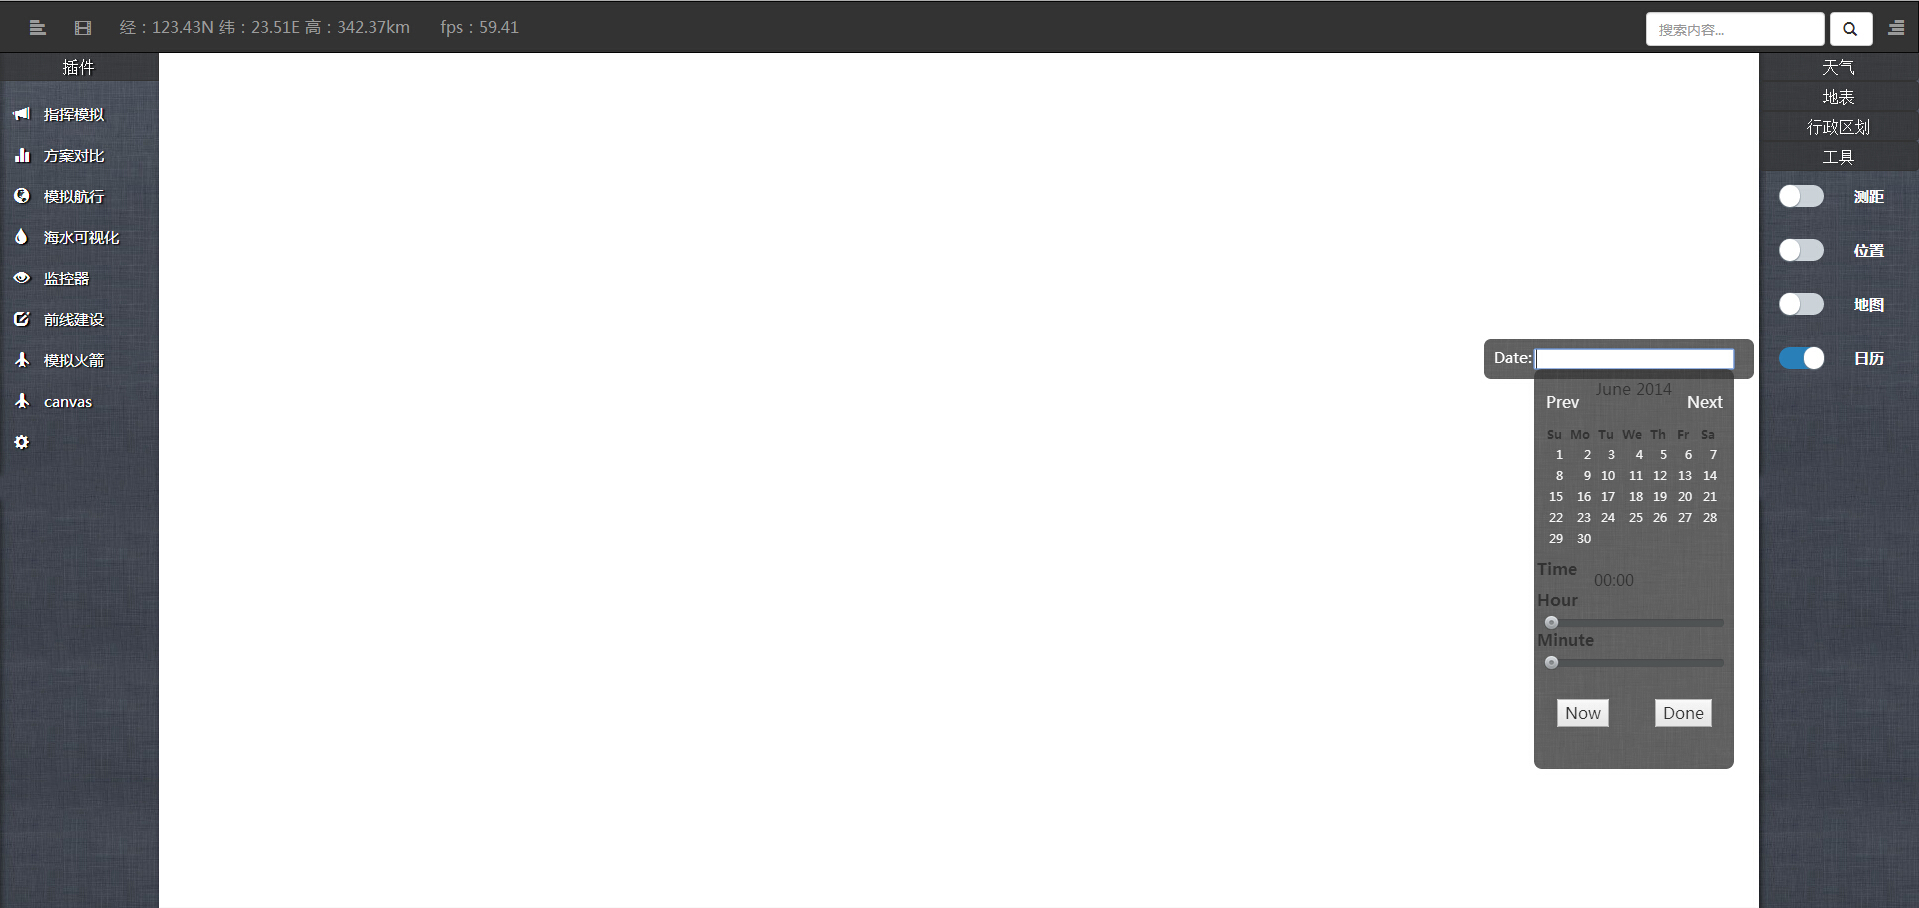 经：123.43N 纬：23.51E 高：342.37km fps：59.41
搜索内容...
插件
指挥模拟
方案对比
模拟航行
海水可视化
监控器
前线建设
模拟火箭
canvas
天气
地表
行政区划
工具
测距
位置
地图
日历
Date:
June 2014
Prev Next
Su Mo Tu We Th Fr Sa
1 2 3 4 5 6 7
8 9 10 11 12 13 14
15 16 17 18 19 20 21
22 23 24 25 26 27 28
29 30
Time
00:00
Hour
Minute
Now Done